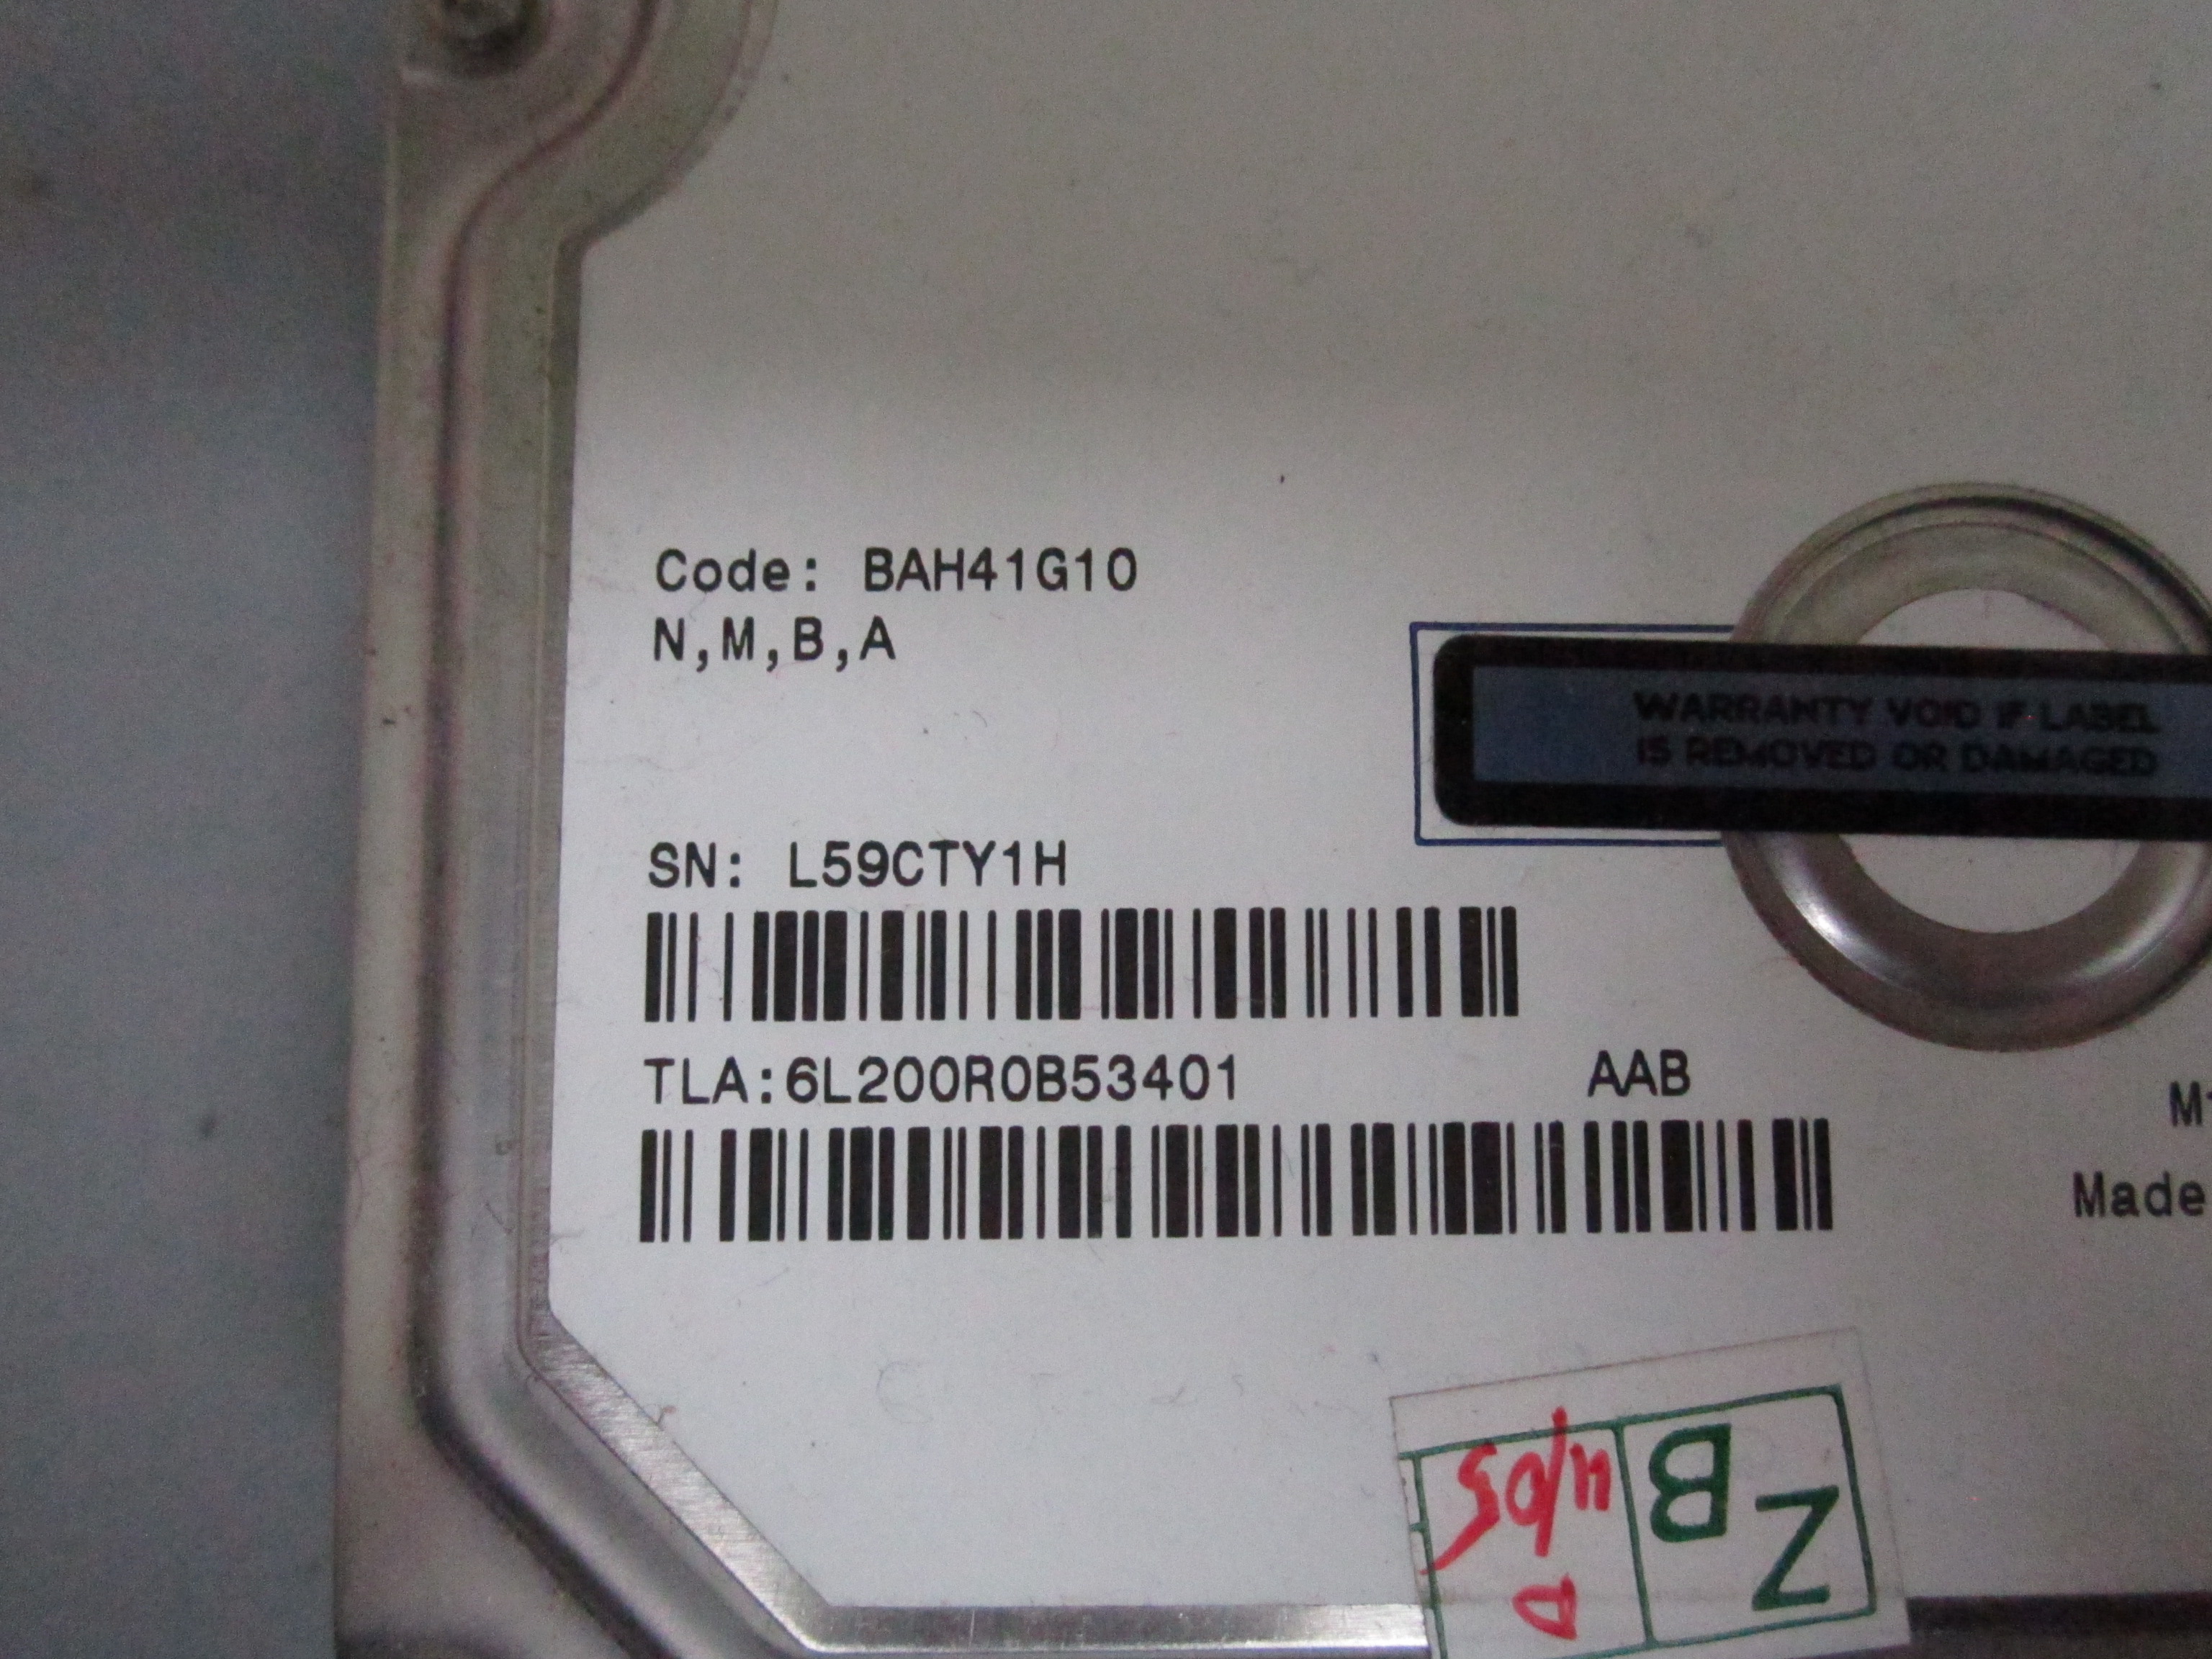 Code: BAH41G10
N,M,B,A
WARRANTY VOID IF LABEL
IS REMOVED OR DAMAGED
SN: L59CTY1H
TLA:6L200R0B53401 AAB
Made
ZB